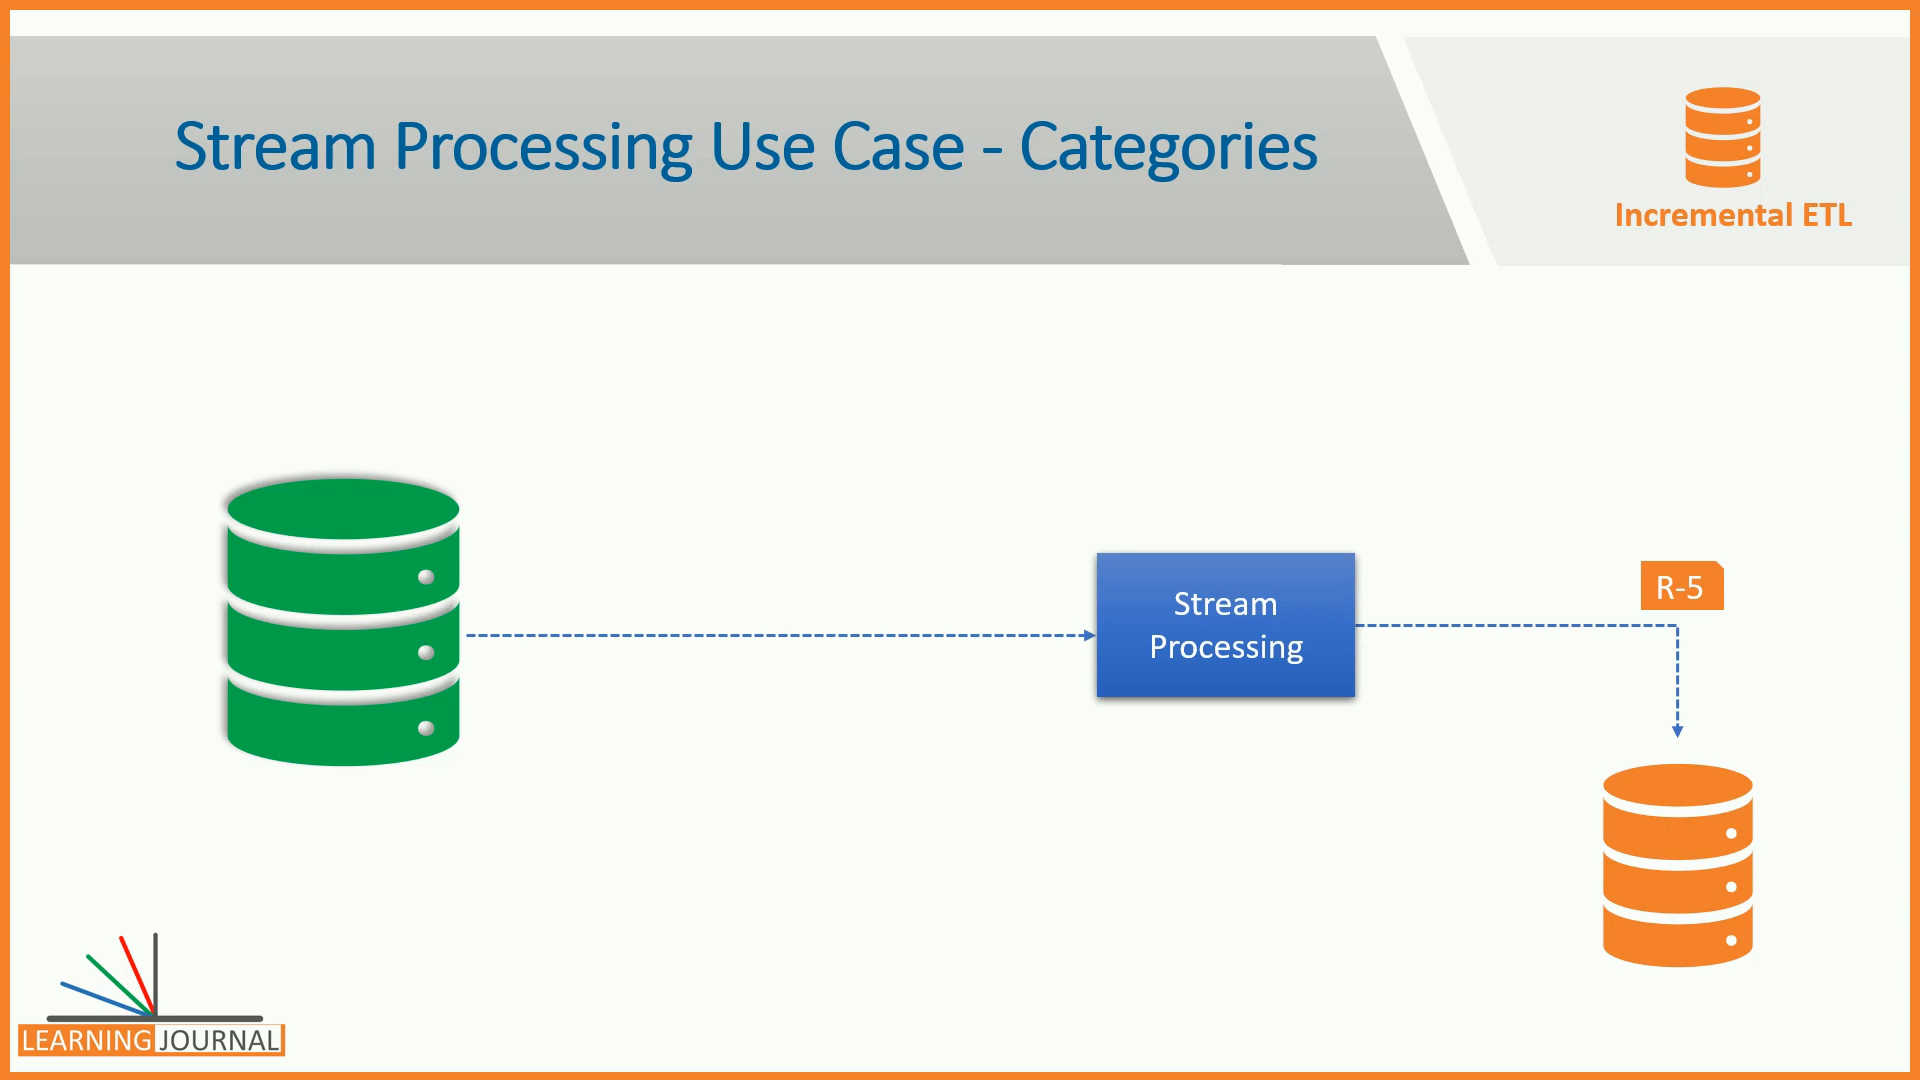 Stream Processing Use Case - Categories
Incremental ETL
Stream
Processing
R-5
LEARNING JOURNAL